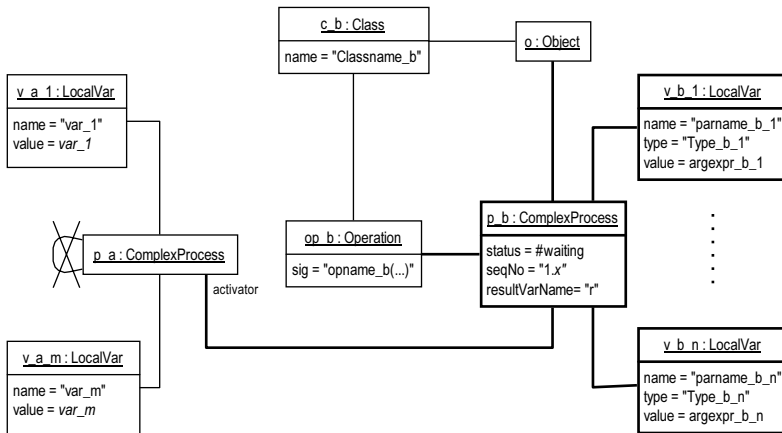 c_b : Class
name = "Classname_b"
o : Object
v_a_1 : LocalVar
name = "var_1"
value = var_1
v_b_1 : LocalVar
name = "parname_b_1"
type = "Type_b_1"
value = argexpr_b_1
p_a : ComplexProcess
activator
op_b : Operation
sig = "opname_b(...)"
p_b : ComplexProcess
status = #waiting
seqNo = "1.x"
resultVarName= "r"
v_a_m : LocalVar
name = "var_m"
value = var_m
v_b_n : LocalVar
name = "parname_b_n"
type = "Type_b_n"
value = argexpr_b_n